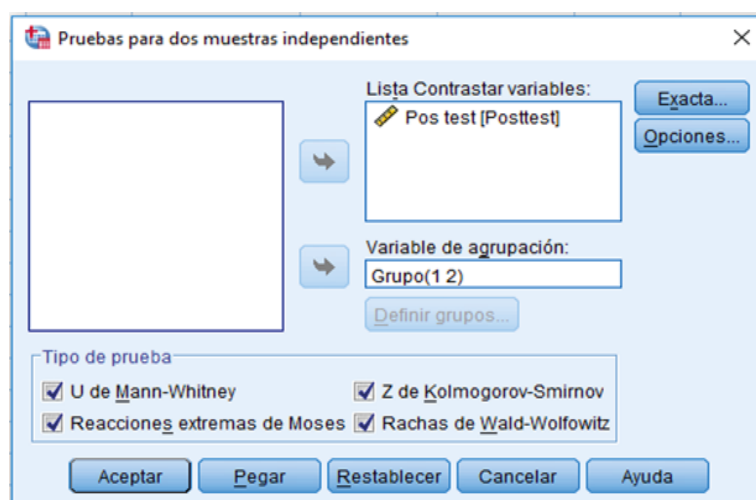 Pruebas para dos muestras independientes
Lista Contrastar variables:
Pos test [Posttest]
Exacta...
Opciones...
Variable de agrupación:
Grupo(1 2)
Definir grupos...
Tipo de prueba
U de Mann-Whitney
Z de Kolmogorov-Smirnov
Reacciones extremas de Moses
Rachas de Wald-Wolfowitz
Aceptar
Pegar
Restablecer
Cancelar
Ayuda